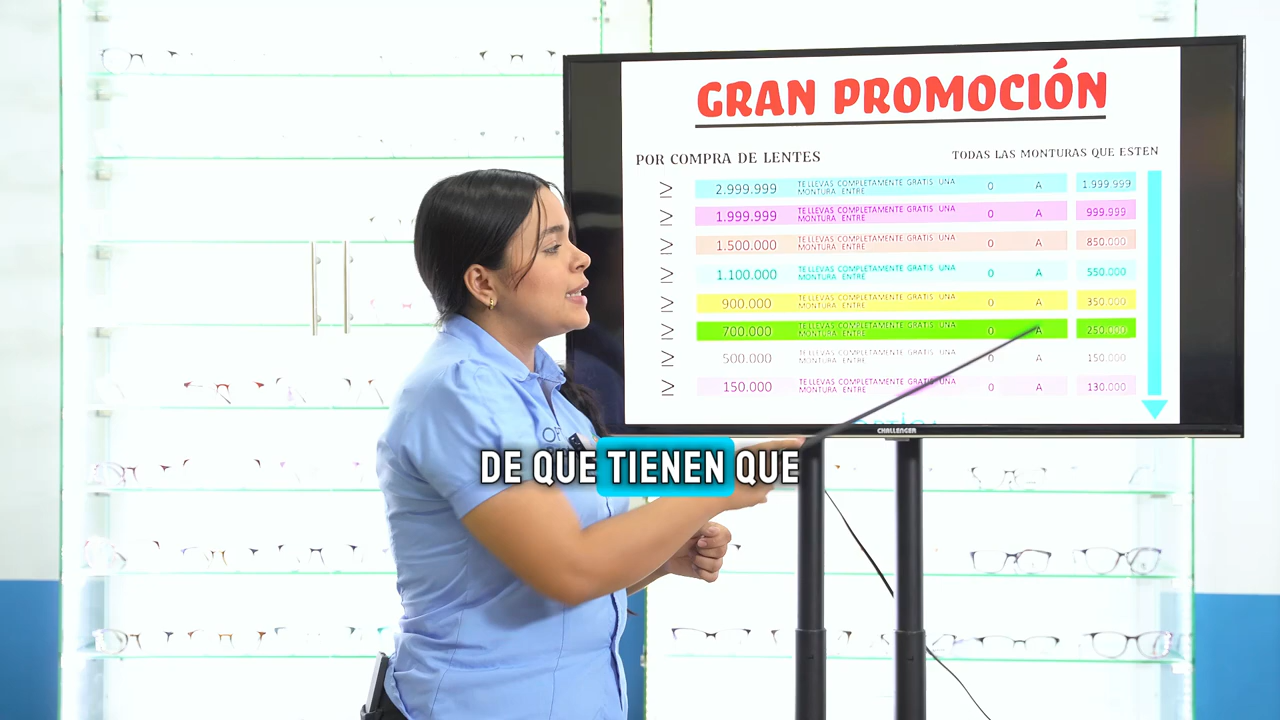 GRAN PROMOCIÓN
POR COMPRA DE LENTES
TODAS LAS MONTURAS QUE ESTEN
≥ 2.999.999 TE LLEVAS COMPLETAMENTE GRATIS UNA MONTURA ENTRE 0 A 1.999.999
≥ 1.999.999 TE LLEVAS COMPLETAMENTE GRATIS UNA MONTURA ENTRE 0 A 999.999
≥ 1.500.000 TE LLEVAS COMPLETAMENTE GRATIS UNA MONTURA ENTRE 0 A 850.000
≥ 1.100.000 TE LLEVAS COMPLETAMENTE GRATIS UNA MONTURA ENTRE 0 A 550.000
≥ 900.000 TE LLEVAS COMPLETAMENTE GRATIS UNA MONTURA ENTRE 0 A 350.000
≥ 700.000 TE LLEVAS COMPLETAMENTE GRATIS UNA MONTURA ENTRE 0 A 250.000
≥ 500.000 TE LLEVAS COMPLETAMENTE GRATIS UNA MONTURA ENTRE 0 A 150.000
≥ 150.000 TE LLEVAS COMPLETAMENTE GRATIS UNA MONTURA ENTRE 0 A 130.000
CHALLENGER
DE QUE TIENEN QUE